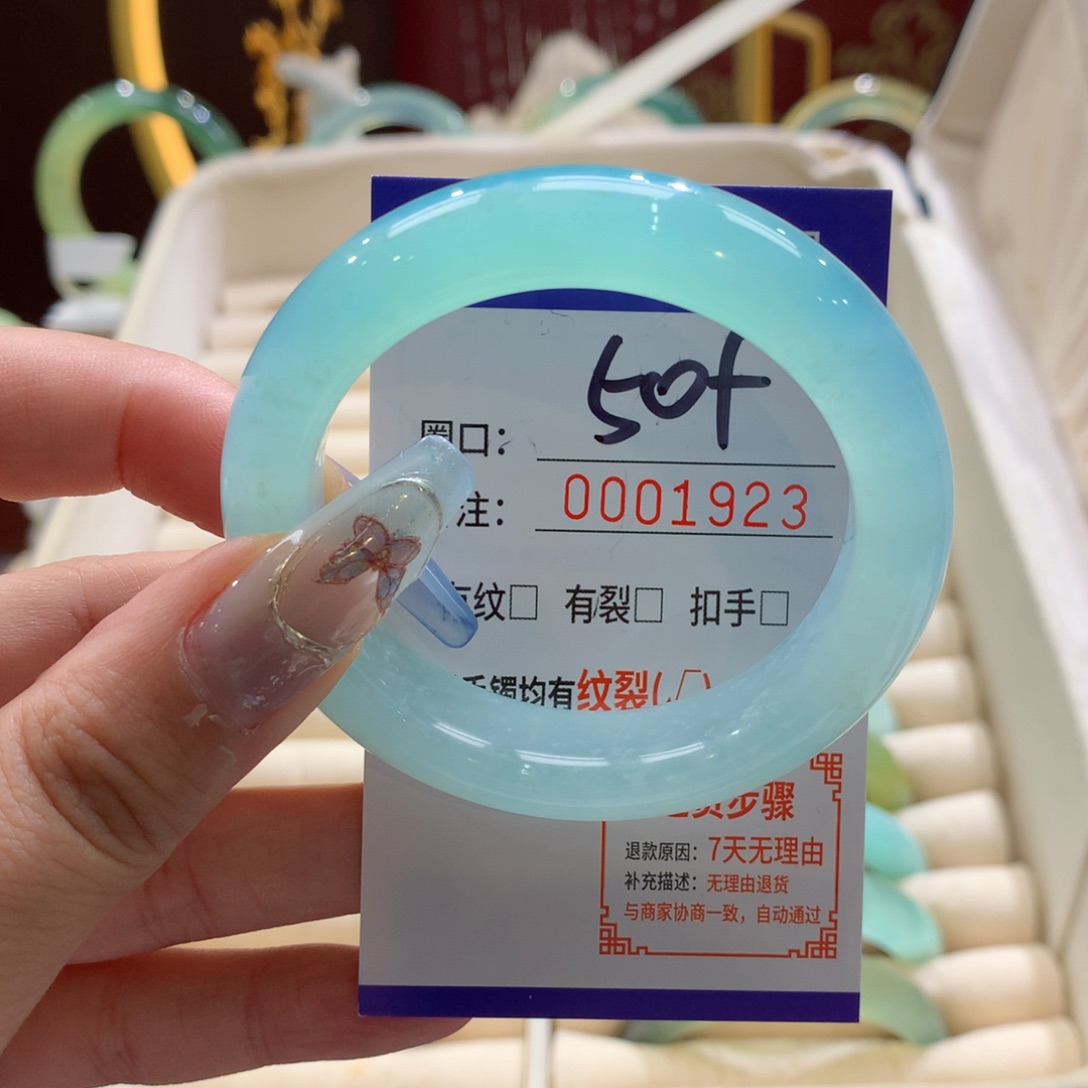 50+
圈口：
注：
0001923
纹□ 有裂□ 扣手□
镯均有纹裂(√)
步骤
退款原因：7天无理由
补充描述：无理由退货
与商家协商一致，自动通过